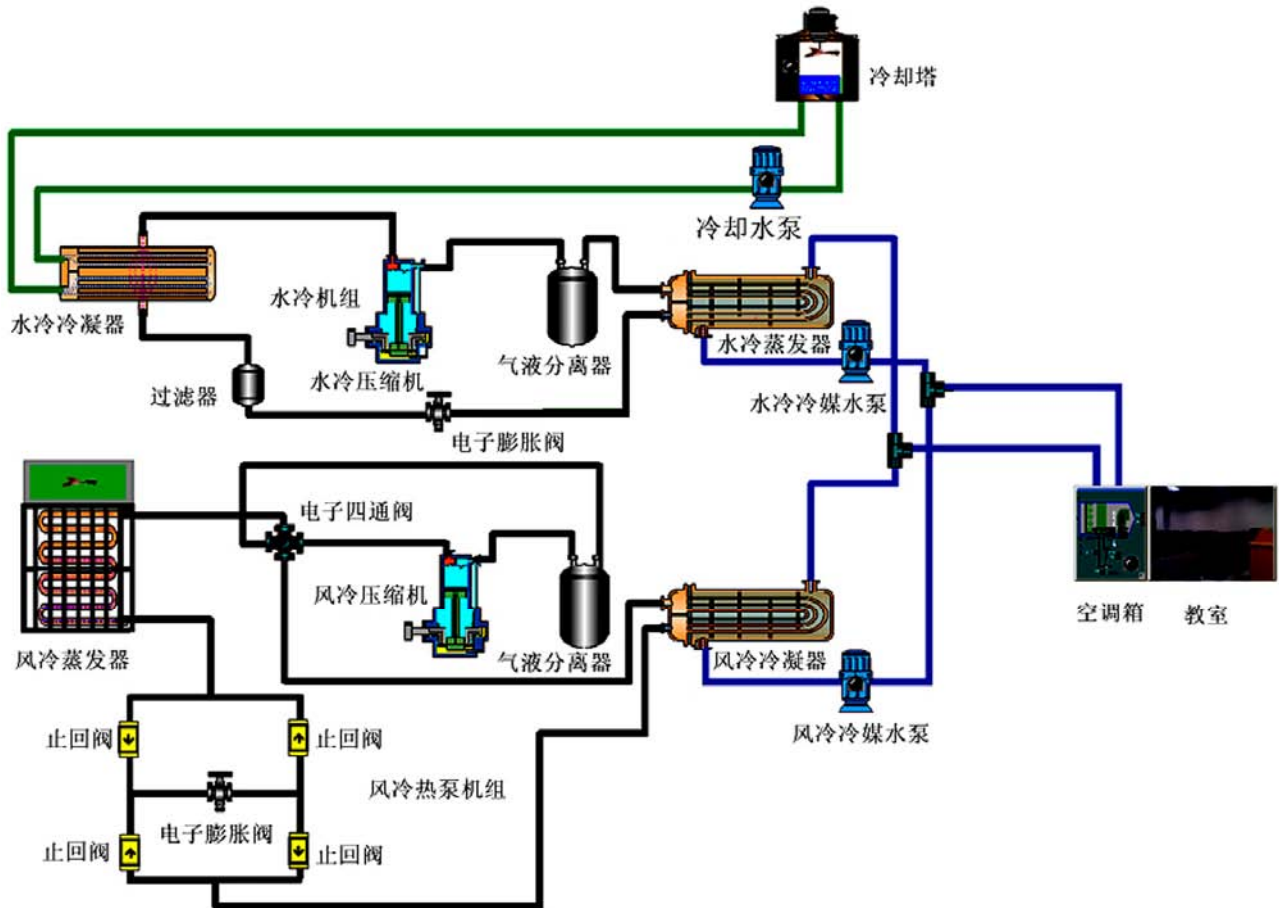 冷却塔
冷却水泵
水冷机组
水冷冷凝器
水冷蒸发器
气液分离器
水冷压缩机
过滤器
水冷冷媒水泵
电子膨胀阀
电子四通阀
风冷压缩机
空调箱
教室
风冷蒸发器
气液分离器
风冷冷凝器
止回阀
止回阀
风冷冷媒水泵
风冷热泵机组
电子膨胀阀
止回阀
止回阀